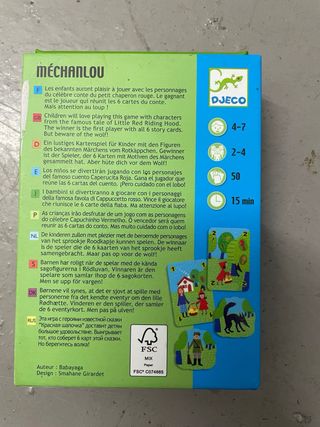 MÉCHANLOU
DJECO
F
Les enfants auront plaisir à jouer avec les personnages
du célèbre conte du petit chaperon rouge. Le gagnant
est le joueur qui réunit les 6 cartes du conte.
Mais attention au loup !
GB
Children will love playing this game with characters
from the famous tale of Little Red Riding Hood.
The winner is the first player with all 6 story cards.
But beware of the wolf!
D
Ein lustiges Kartenspiel für Kinder mit den Figuren
des bekannten Märchens vom Rotkäppchen. Gewinner
ist der Spieler, der 6 Karten mit Motiven des Märchens
gesammelt hat. Aber hüte dich vor dem Wolf!
E
Los niños se divertirán jugando con los personajes
del famoso cuento Caperucita Roja. Gana el jugador que
reúne las 6 cartas del cuento. ¡Pero cuidado con el lobo!
I
I bambini si divertiranno a giocare con i personaggi
della famosa favola di Cappuccetto rosso. Vince il giocatore
che riunisce le 6 carte della fiaba. Ma attenzione al lupo!
P
As crianças irão desfrutar de um jogo com as personagens
do célebre Capuchinho Vermelho. O vencedor será quem
reunir as 6 cartas do conto. Mas muito cuidado com o lobo!
NL
De kinderen zullen met plezier met de beroemde personages
van het sprookje Roodkapje kunnen spelen. De winnaar
is de speler die de 6 kaarten van het sprookje heeft
samengebracht. Maar pas op voor de wolf!
S
Barnen har roligt när de spelar med de kända
sagofigurerna i Rödluvan. Vinnaren är den
spelare som samlar ihop de 6 sagokorten.
Men se upp för vargen!
DK
Børnene vil synes, at det er sjovt at spille med
personerne fra det kendte eventyr om den lille
Rødhætte. Vinderen er den spiller, der samler
de 6 eventyrkort. Men pas på ulven!
Эта игра с героями известной сказки
"Красная шапочка" доставит детям
большое удовольствие. Выигрывает
тот, кто соберет 6 карт этой сказки.
Но берегитесь волка!
4-7
2-4
50
15 min
1
2
FSC
MIX
Paper
FSC® C074685
Auteur : Babayaga
Design : Smahane Girardet